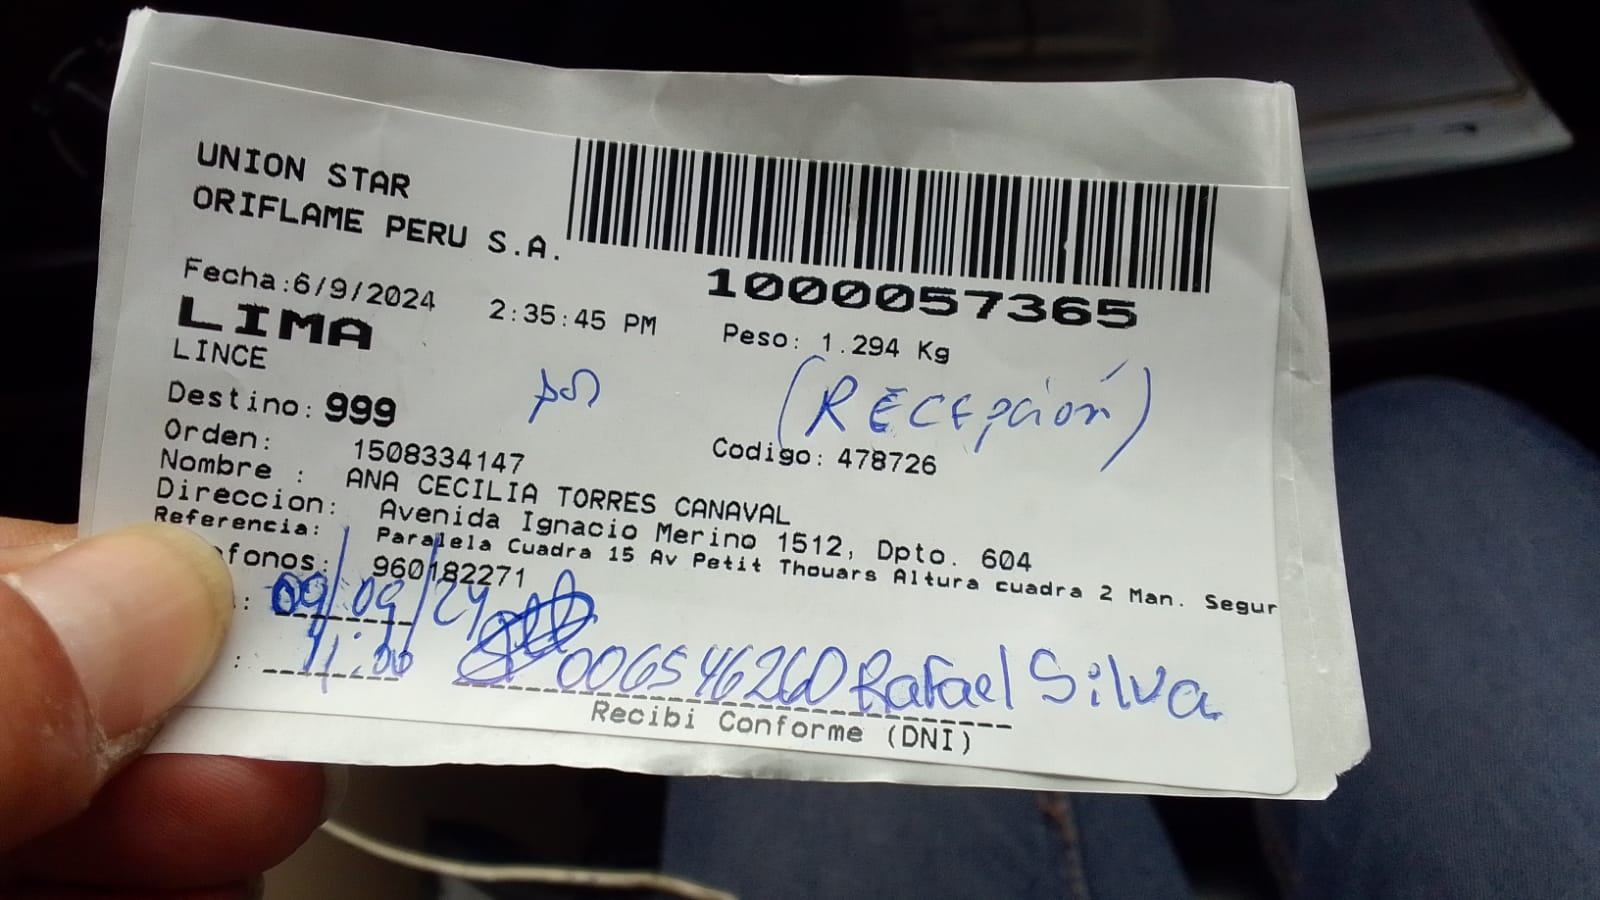 UNION STAR
ORIFLAME PERU S.A.
1000057365
Fecha:6/9/2024 2:35:45 PM Peso: 1.294 Kg
LIMA
LINCE
(RECEPción)
Destino: 999
Orden: 1508334147 Codigo: 478726
Nombre : ANA CECILIA TORRES CANAVAL
Direccion: Avenida Ignacio Merino 1512, Dpto. 604
Referencia: Paralela Cuadra 15 Av Petit Thouars Altura cuadra 2 Man. Segur
fonos: 960182271
09/09/24
11:00 006546260 Rafael Silva
Recibi Conforme (DNI)